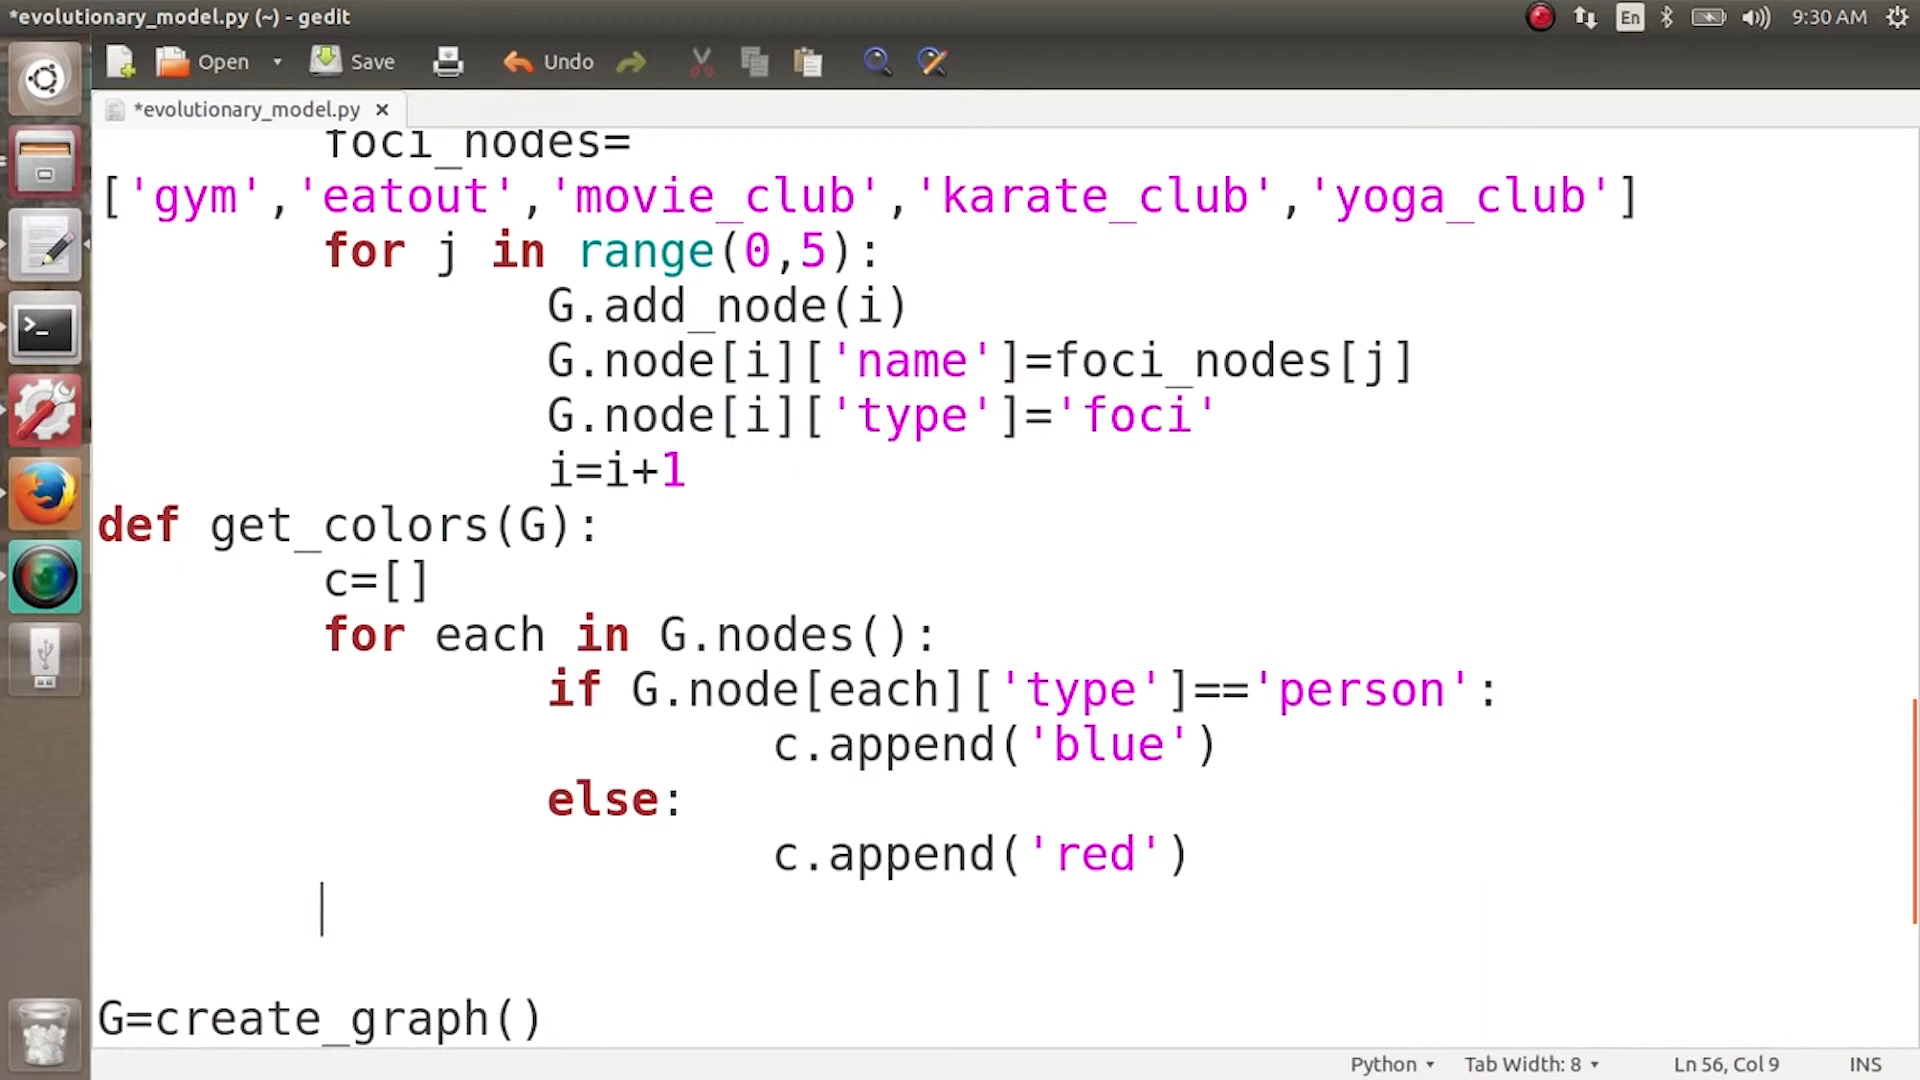 *evolutionary_model.py (~) - gedit
En
9:30 AM
Open
Save
Undo
*evolutionary_model.py
foci_nodes=
['gym','eatout','movie_club','karate_club','yoga_club']
for j in range(0,5):
G.add_node(i)
G.node[i]['name']=foci_nodes[j]
G.node[i]['type']='foci'
i=i+1
def get_colors(G):
c=[]
for each in G.nodes():
if G.node[each]['type']=='person':
c.append('blue')
else:
c.append('red')
G=create_graph()
Python
Tab Width: 8
Ln 56, Col 9
INS